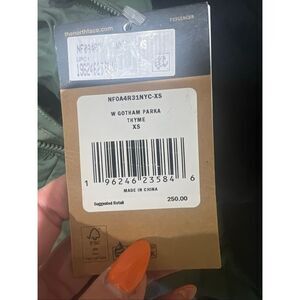 thenorthface.com
NF0A4R31NYC-XS
W GOTHAM PARKA
THYME
XS
1 96246 23584 6
MADE IN CHINA
Suggested Retail
250.00
FSC